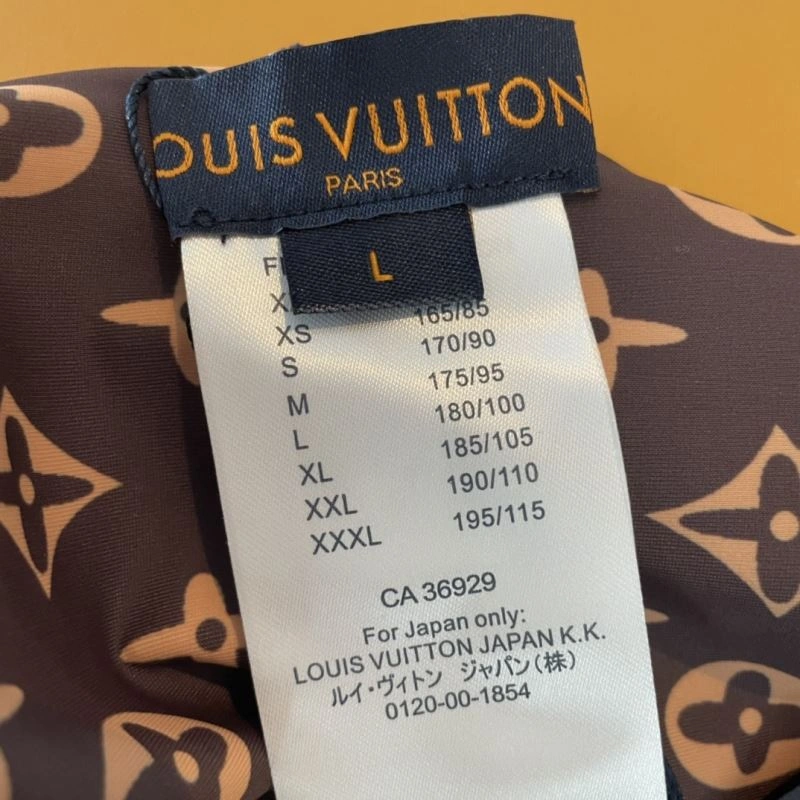 LOUIS VUITTON
PARIS
L
XS 165/85
S 170/90
M 175/95
L 180/100
XL 185/105
XXL 190/110
XXXL 195/115
CA 36929
For Japan only:
LOUIS VUITTON JAPAN K.K.
ルイ・ヴィトン ジャパン(株)
0120-00-1854